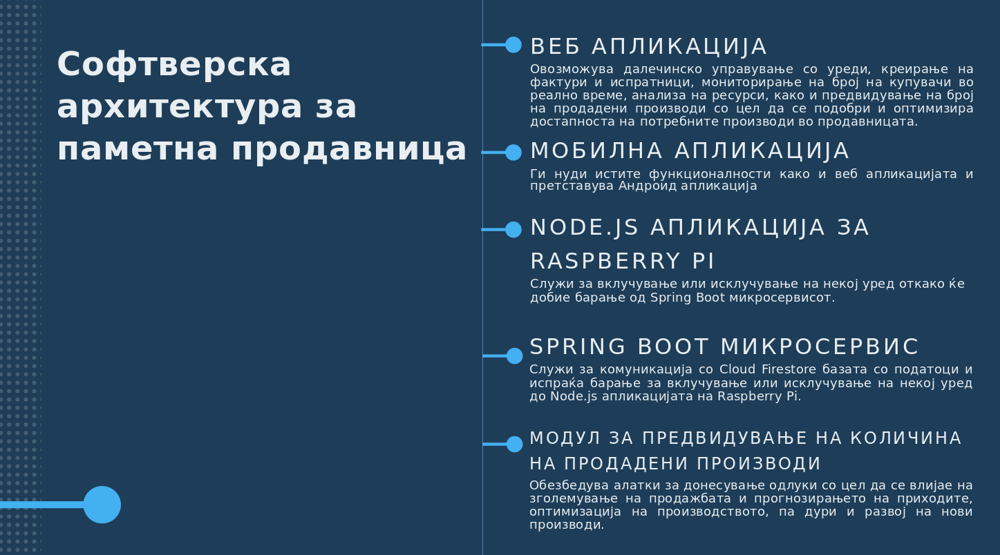 Софтверска
архитектура за
паметна продавница
ВЕБ АПЛИКАЦИЈА
Овозможува далечинско управување со уреди, креирање на
фактури и испратници, мониторирање на број на купувачи во
реално време, анализа на ресурси, како и предвидување на број
на продадени производи со цел да се подобри и оптимизира
достапноста на потребните производи во продавницата.
МОБИЛНА АПЛИКАЦИЈА
Ги нуди истите функционалности како и веб апликацијата и
претставува Андроид апликација
NODE.JS АПЛИКАЦИЈА ЗА
RASPBERRY PI
Служи за вклучување или исклучување на некој уред откако ќе
добие барање од Spring Boot микросервисот.
SPRING BOOT МИКРОСЕРВИС
Служи за комуникација со Cloud Firestore базата со податоци и
испраќа барање за вклучување или исклучување на некој уред
до Node.js апликацијата на Raspberry Pi.
МОДУЛ ЗА ПРЕДВИДУВАЊЕ НА КОЛИЧИНА
НА ПРОДАДЕНИ ПРОИЗВОДИ
Обезбедува алатки за донесување одлуки со цел да се влијае на
зголемување на продажбата и прогнозирањето на приходите,
оптимизација на производството, па дури и развој на нови
производи.